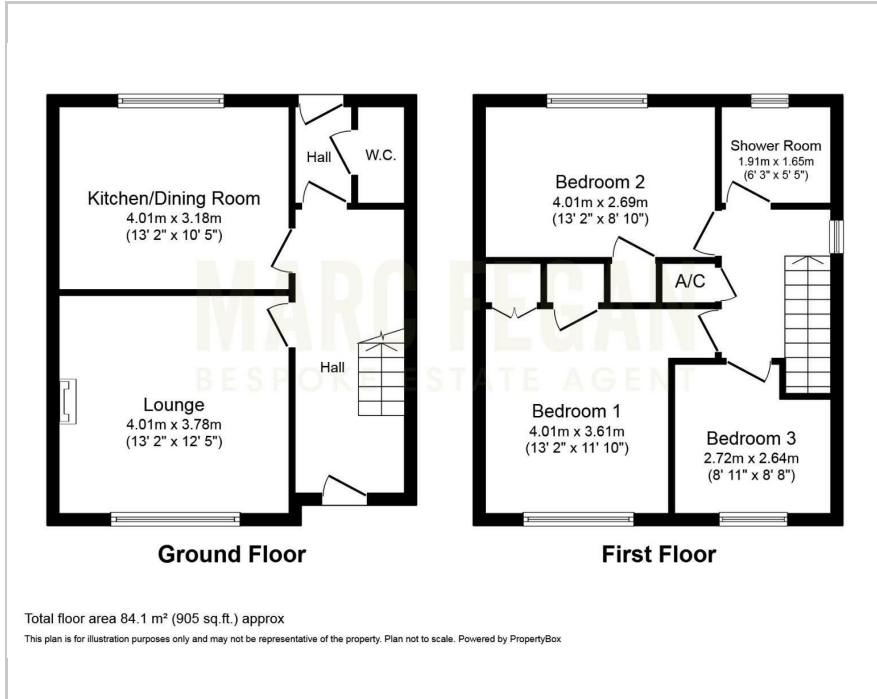 Kitchen/Dining Room
4.01m x 3.18m
(13' 2" x 10' 5")
Hall
W.C.
Lounge
4.01m x 3.78m
(13' 2" x 12' 5")
Hall
Ground Floor
Bedroom 2
4.01m x 2.69m
(13' 2" x 8' 10")
Shower Room
1.91m x 1.65m
(6' 3" x 5' 5")
A/C
Bedroom 1
4.01m x 3.61m
(13' 2" x 11' 10")
Bedroom 3
2.72m x 2.64m
(8' 11" x 8' 8")
First Floor
MARC FEGAN
BESPOKE ESTATE AGENT
Total floor area 84.1 m² (905 sq.ft.) approx
This plan is for illustration purposes only and may not be representative of the property. Plan not to scale. Powered by PropertyBox